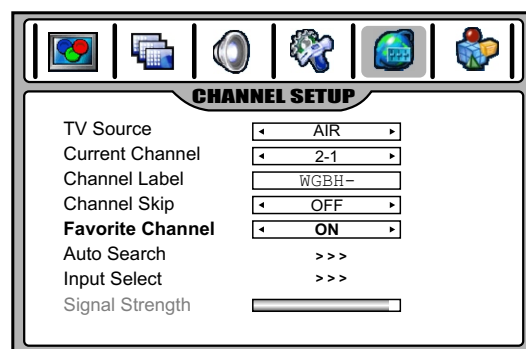 CHANNEL SETUP
TV Source AIR
Current Channel 2-1
Channel Label WGBH-
Channel Skip OFF
Favorite Channel ON
Auto Search >>>
Input Select >>>
Signal Strength